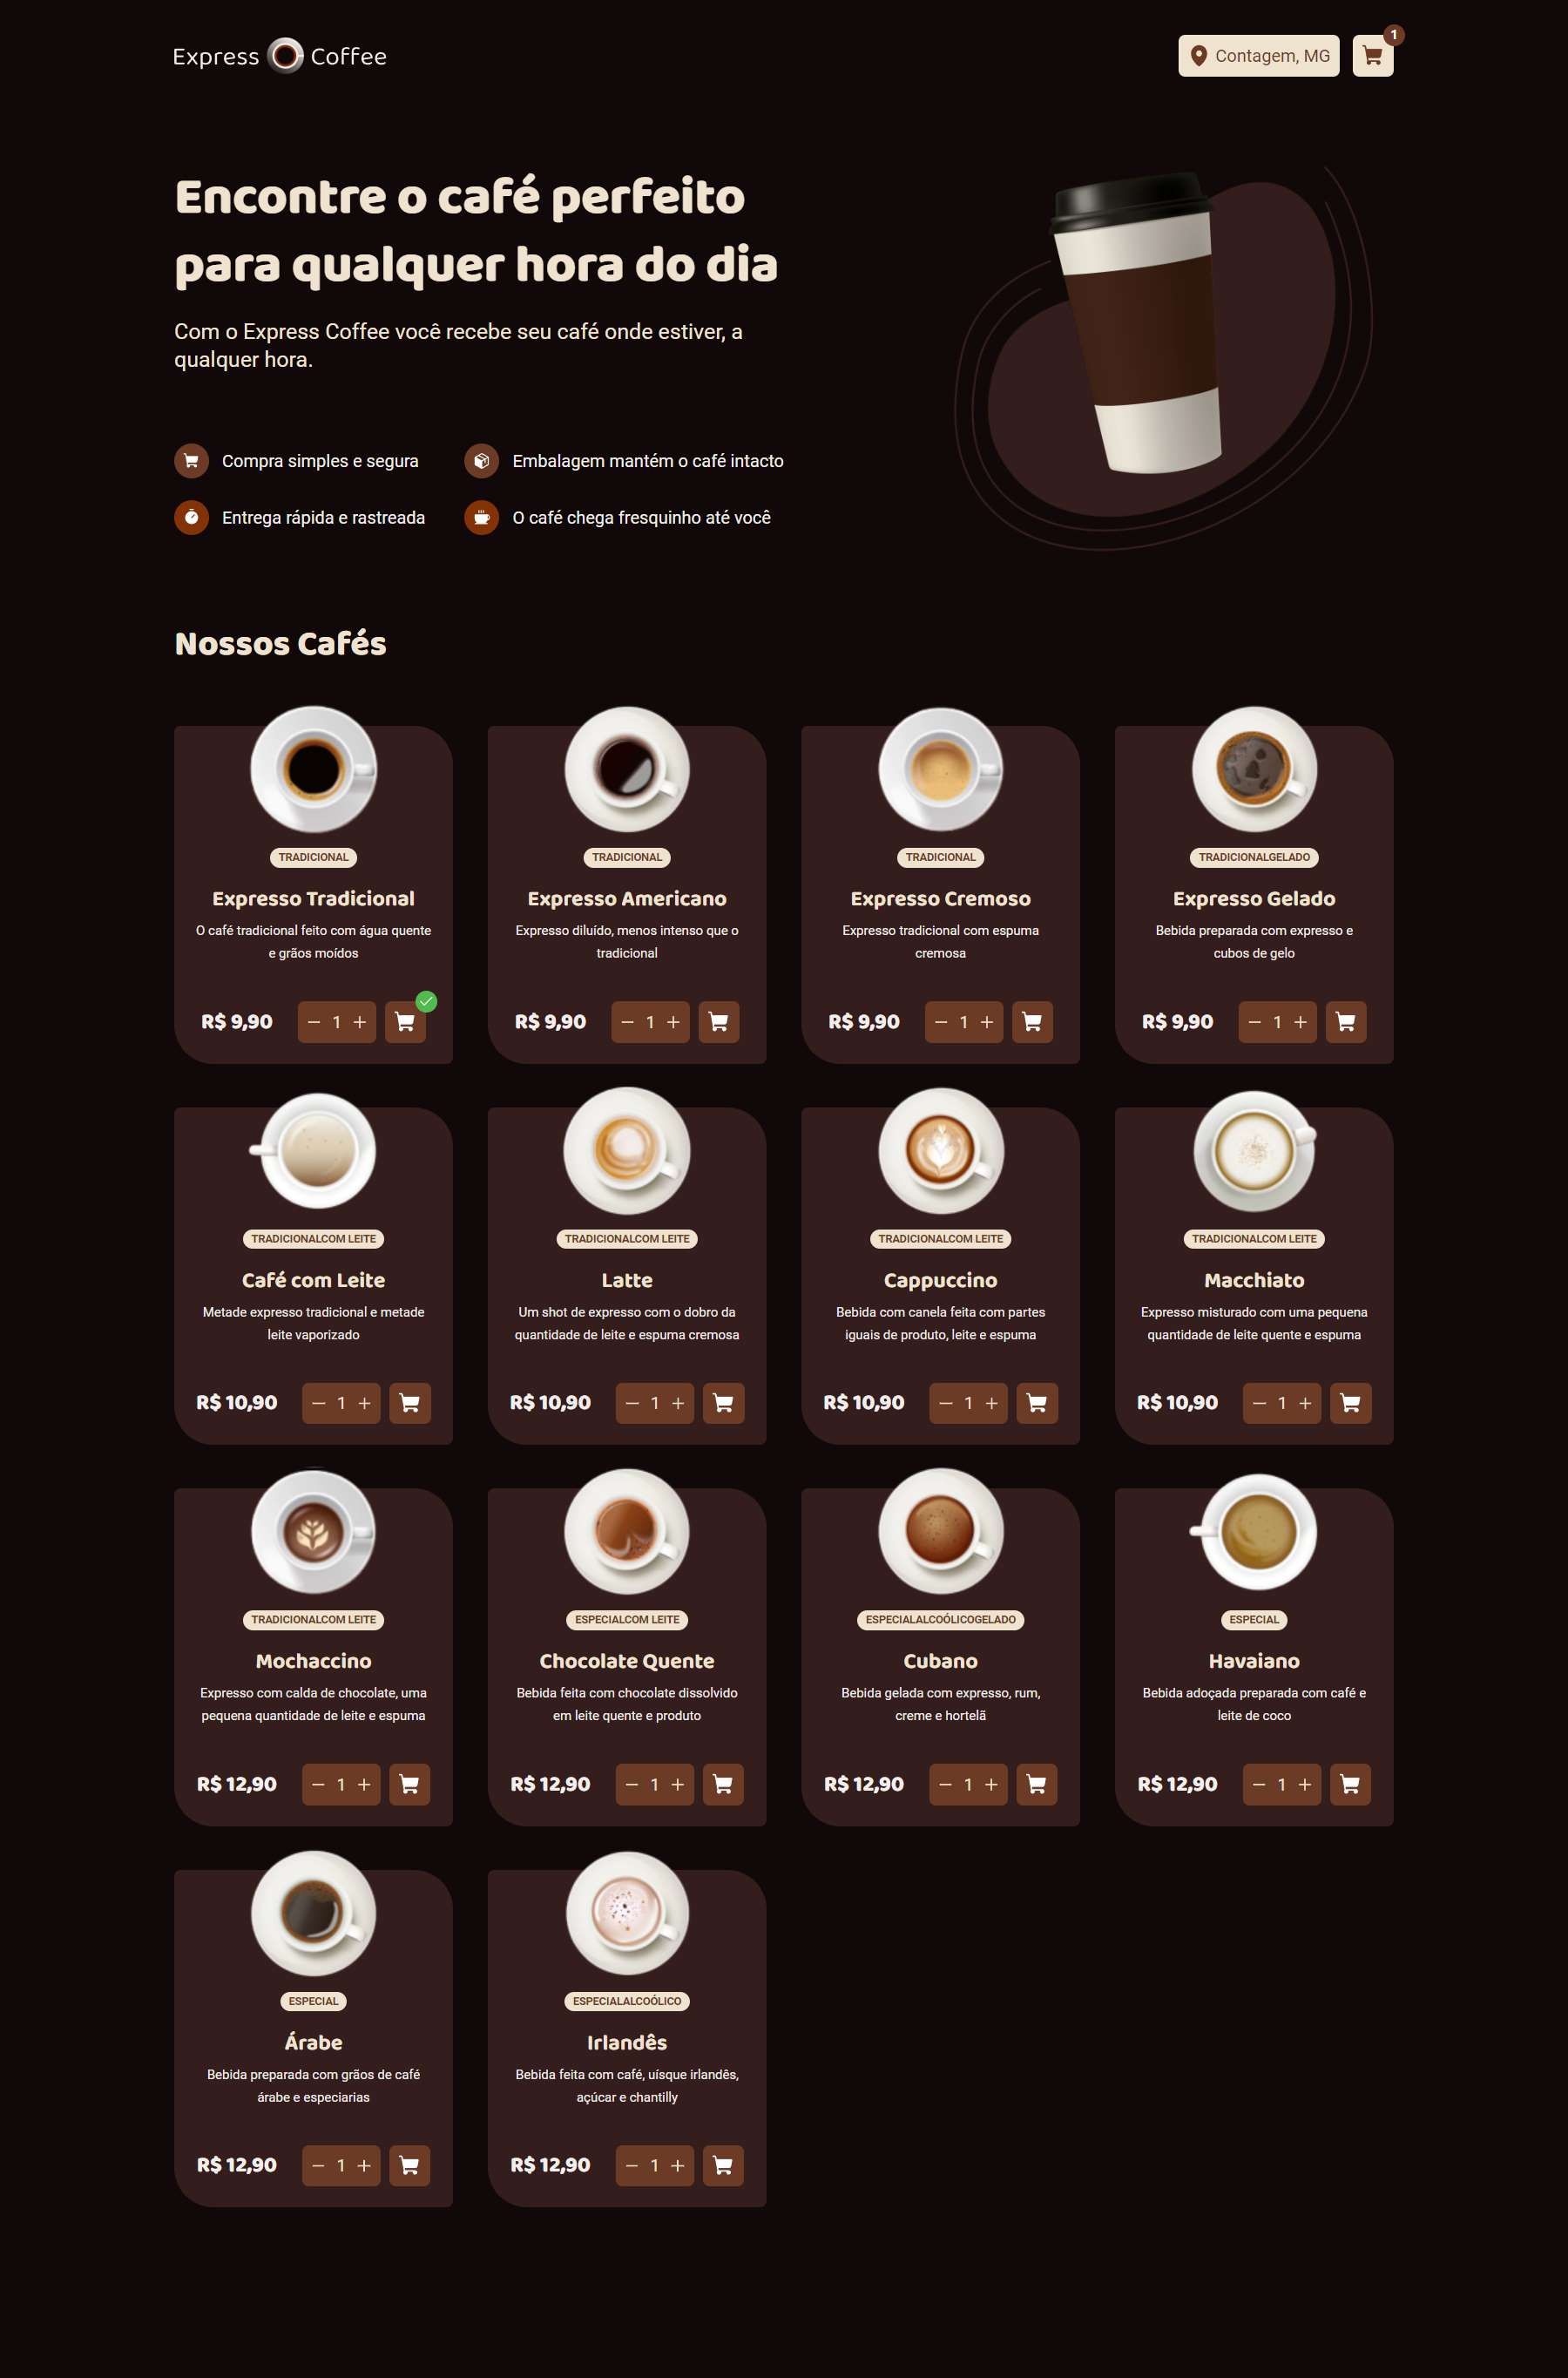 Express Coffee
Contagem, MG
1
Encontre o café perfeito
para qualquer hora do dia
Com o Express Coffee você recebe seu café onde estiver, a
qualquer hora.
Compra simples e segura
Embalagem mantém o café intacto
Entrega rápida e rastreada
O café chega fresquinho até você
Nossos Cafés
TRADICIONAL
Expresso Tradicional
O café tradicional feito com água quente
e grãos moídos
R$ 9,90
1
TRADICIONAL
Expresso Americano
Expresso diluído, menos intenso que o
tradicional
R$ 9,90
1
TRADICIONAL
Expresso Cremoso
Expresso tradicional com espuma
cremosa
R$ 9,90
1
TRADICIONALGELADO
Expresso Gelado
Bebida preparada com expresso e
cubos de gelo
R$ 9,90
1
TRADICIONALCOM LEITE
Café com Leite
Metade expresso tradicional e metade
leite vaporizado
R$ 10,90
1
TRADICIONALCOM LEITE
Latte
Um shot de expresso com o dobro da
quantidade de leite e espuma cremosa
R$ 10,90
1
TRADICIONALCOM LEITE
Cappuccino
Bebida com canela feita com partes
iguais de produto, leite e espuma
R$ 10,90
1
TRADICIONALCOM LEITE
Macchiato
Expresso misturado com uma pequena
quantidade de leite quente e espuma
R$ 10,90
1
TRADICIONALCOM LEITE
Mochaccino
Expresso com calda de chocolate, uma
pequena quantidade de leite e espuma
R$ 12,90
1
ESPECIALCOM LEITE
Chocolate Quente
Bebida feita com chocolate dissolvido
em leite quente e produto
R$ 12,90
1
ESPECIALALCOÓLICOGELADO
Cubano
Bebida gelada com expresso, rum,
creme e hortelã
R$ 12,90
1
ESPECIAL
Havaiano
Bebida adoçada preparada com café e
leite de coco
R$ 12,90
1
ESPECIAL
Árabe
Bebida preparada com grãos de café
árabe e especiarias
R$ 12,90
1
ESPECIALALCOÓLICO
Irlandês
Bebida feita com café, uísque irlandês,
açúcar e chantilly
R$ 12,90
1